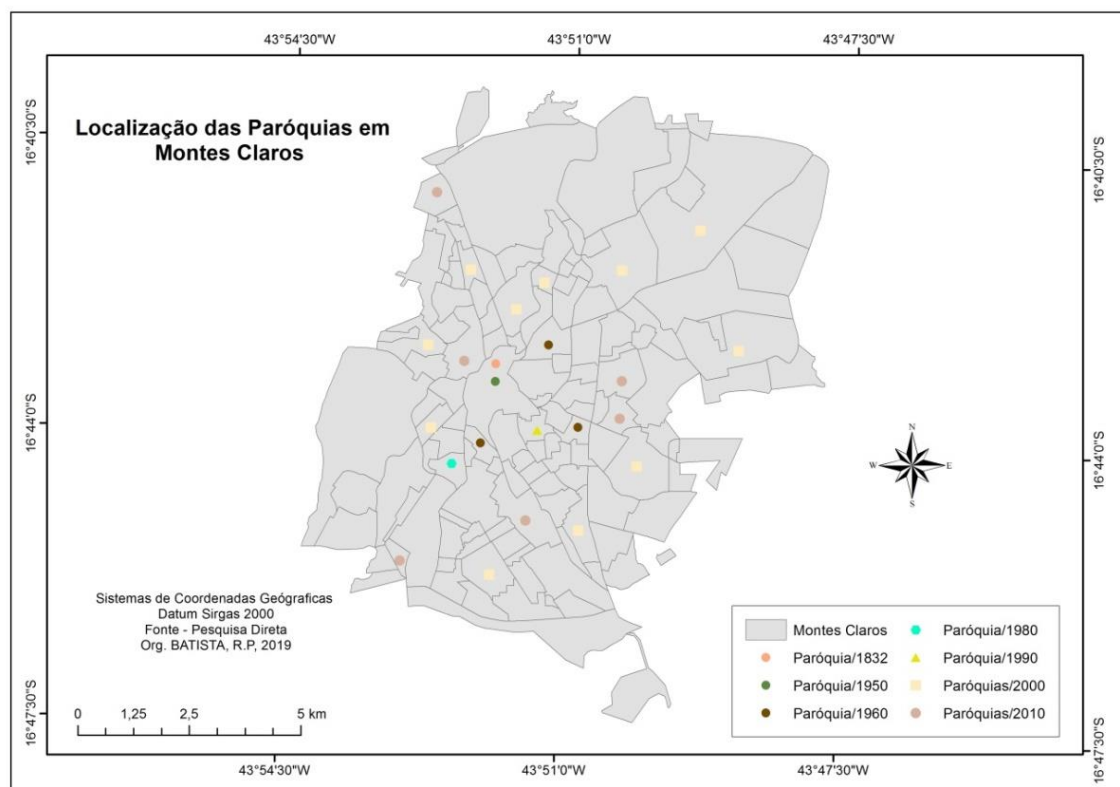 43°54'30"W
43°51'0"W
43°47'30"W
Localização das Paróquias em
Montes Claros
16°40'30"S
16°40'30"S
16°44'0"S
16°44'0"S
N
W
E
S
Sistemas de Coordenadas Geógraficas
Datum Sirgas 2000
Fonte - Pesquisa Direta
Org. BATISTA, R.P, 2019
0
1,25
2,5
5 km
Montes Claros
Paróquia/1832
Paróquia/1950
Paróquia/1960
Paróquia/1980
Paróquia/1990
Paróquias/2000
Paróquias/2010
16°47'30"S
16°47'30"S
43°54'30"W
43°51'0"W
43°47'30"W